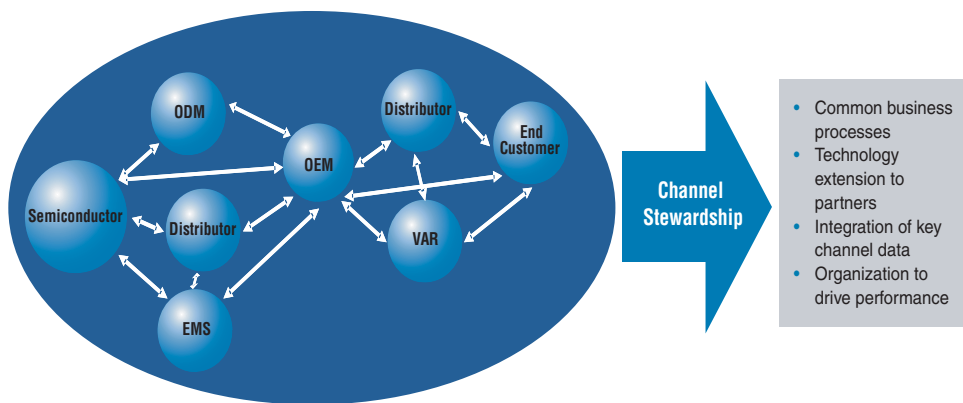 ODM
Distributor
End
Customer
OEM
Semiconductor
Distributor
VAR
EMS
Channel
Stewardship
• Common business
processes
• Technology
extension to
partners
• Integration of key
channel data
• Organization to
drive performance